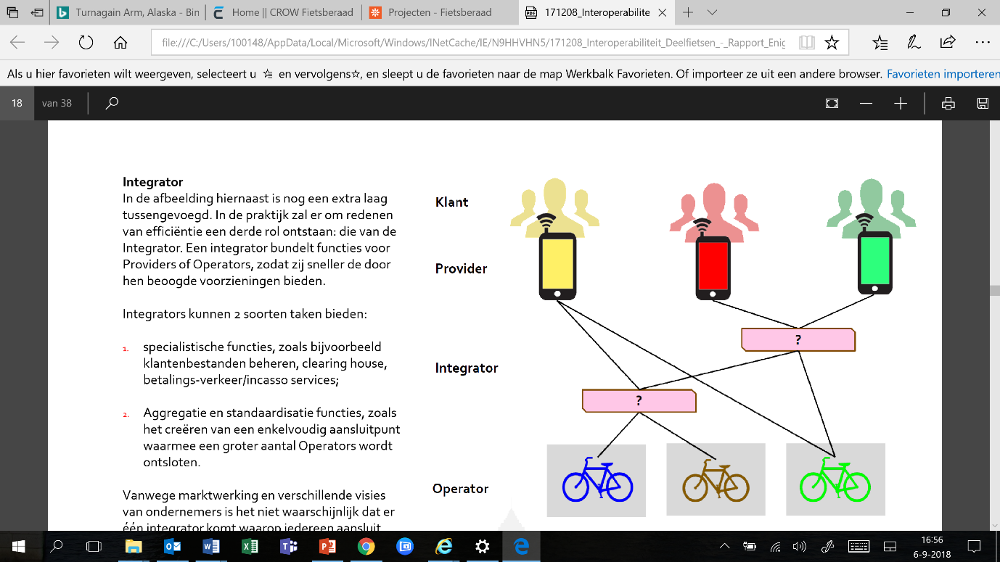 Turnagain Arm, Alaska - Bin
Home || CROW Fietsberaad
Projecten - Fietsberaad
171208_Interoperabilite
file:///C:/Users/100148/AppData/Local/Microsoft/Windows/INetCache/IE/N9HHVHN5/171208_Interoperabiliteit_Deelfietsen_-_Rapport_Enig
Als u hier favorieten wilt weergeven, selecteert u en vervolgens, en sleept u de favorieten naar de map Werkbalk Favorieten. Of importeer ze uit een andere browser. Favorieten importeren
18 van 38
Integrator
In de afbeelding hiernaast is nog een extra laag
tussengevoegd. In de praktijk zal er om redenen
van efficiëntie een derde rol ontstaan: die van de
Integrator. Een integrator bundelt functies voor
Providers of Operators, zodat zij sneller de door
hen beoogde voorzieningen bieden.
Integrators kunnen 2 soorten taken bieden:
1. specialistische functies, zoals bijvoorbeeld
klantenbestanden beheren, clearing house,
betalings-verkeer/incasso services;
2. Aggregatie en standaardisatie functies, zoals
het creëren van een enkelvoudig aansluitpunt
waarmee een groter aantal Operators wordt
ontsloten.
Vanwege marktwerking en verschillende visies
van ondernemers is het niet waarschijnlijk dat er
één integrator komt waarop iedereen aansluit.
Klant
Provider
?
Integrator
?
Operator
16:56
6-9-2018